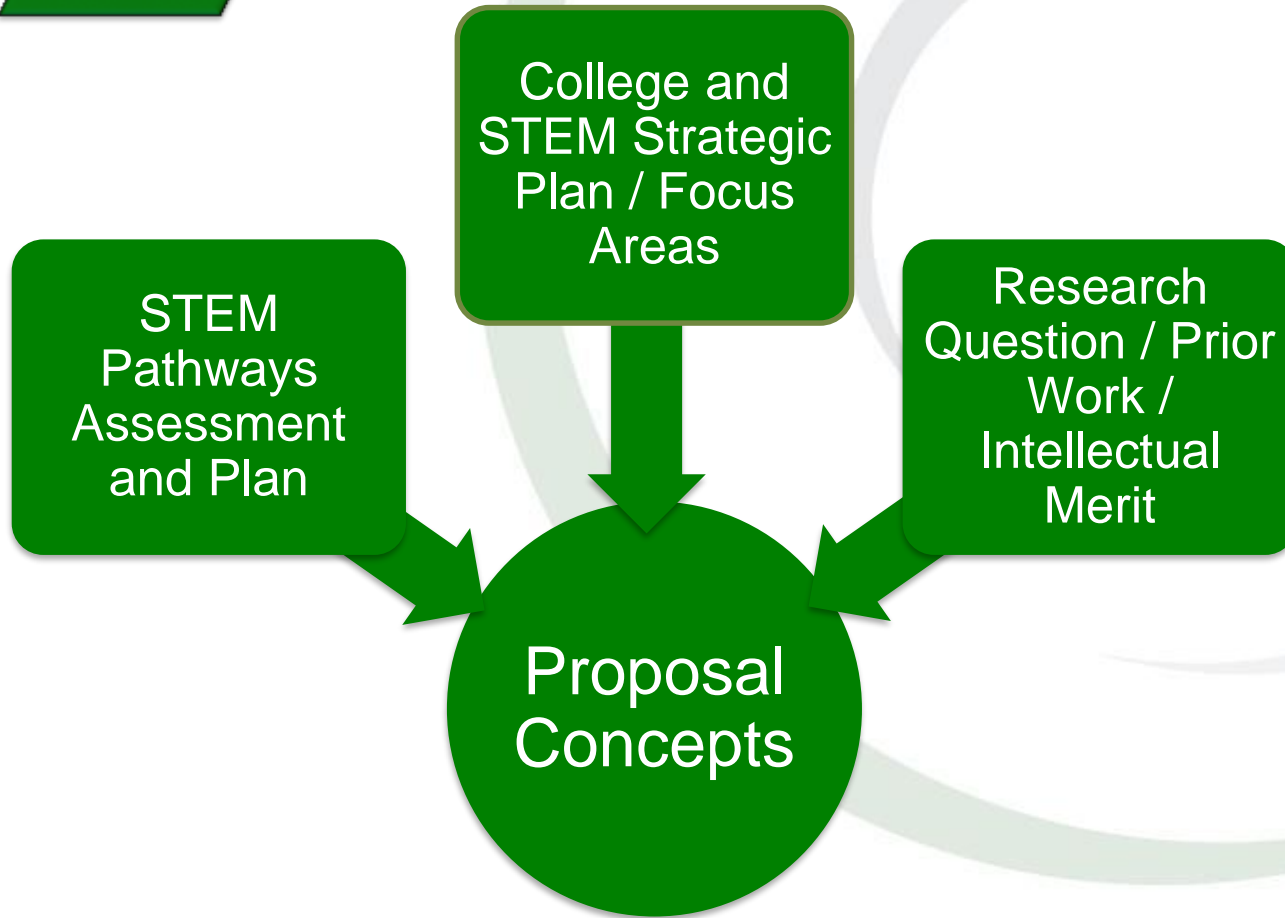 College and
STEM Strategic
Plan / Focus
Areas
STEM
Pathways
Assessment
and Plan
Research
Question / Prior
Work /
Intellectual
Merit
Proposal
Concepts